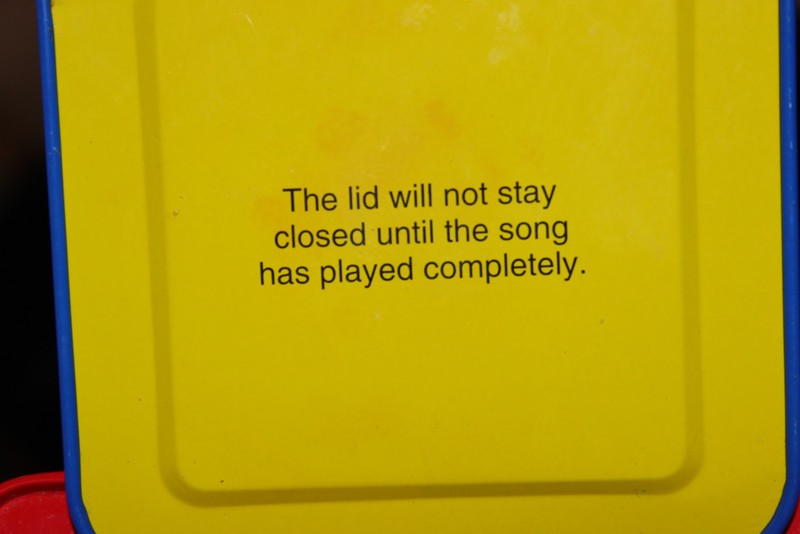 The lid will not stay
closed until the song
has played completely.